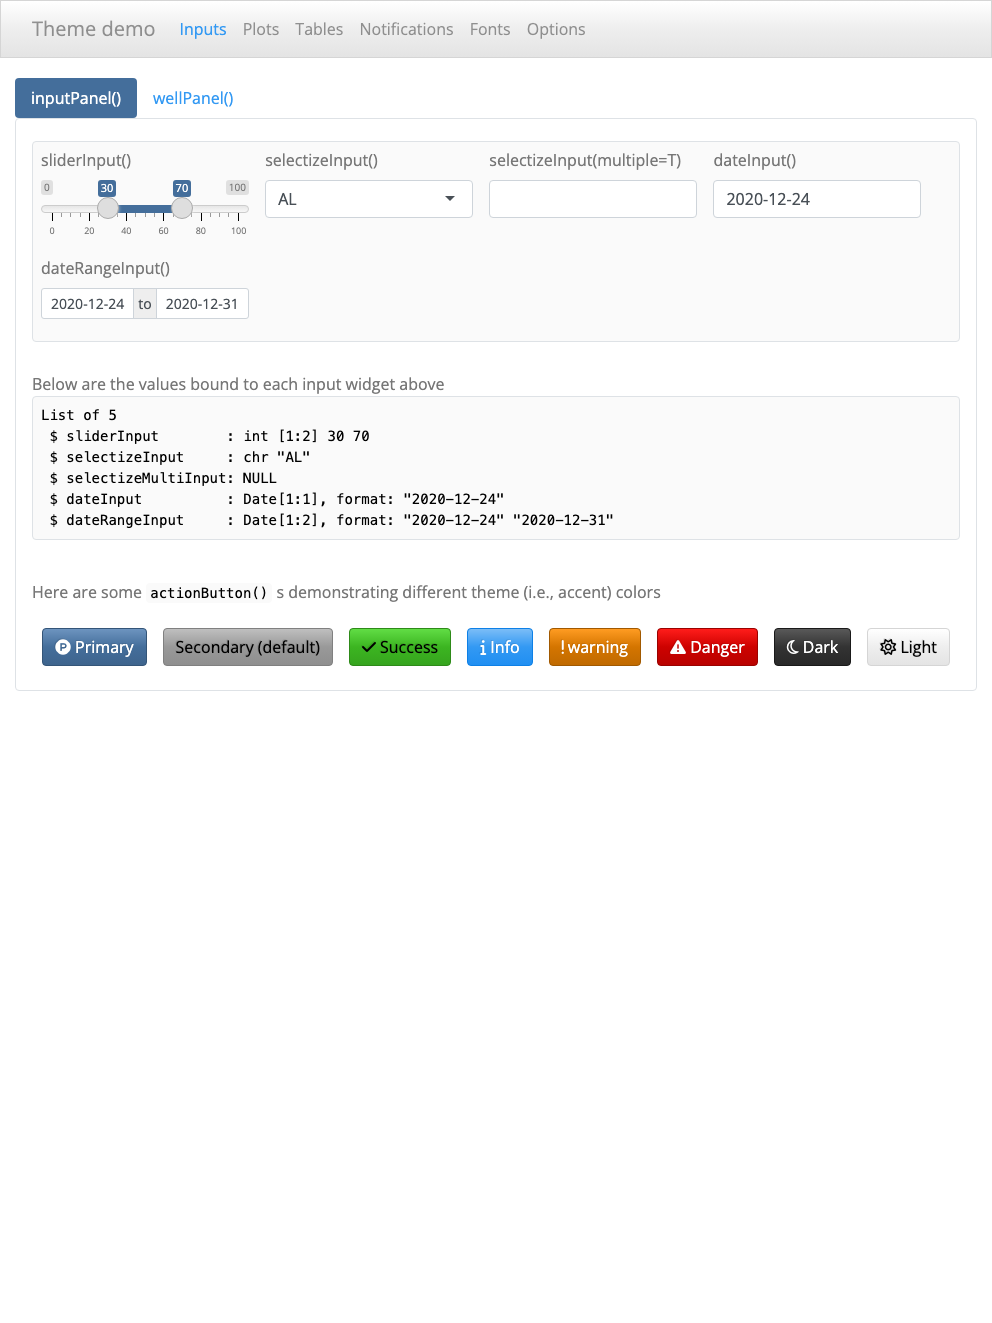 Theme demo Inputs Plots Tables Notifications Fonts Options
inputPanel() wellPanel()
sliderInput() selectizeInput() selectizeInput(multiple=T) dateInput()
0 30 70 100
AL 2020-12-24
0 20 40 60 80 100
dateRangeInput()
2020-12-24 to 2020-12-31
Below are the values bound to each input widget above
List of 5
 $ sliderInput        : int [1:2] 30 70
 $ selectizeInput     : chr "AL"
 $ selectizeMultiInput: NULL
 $ dateInput          : Date[1:1], format: "2020-12-24"
 $ dateRangeInput     : Date[1:2], format: "2020-12-24" "2020-12-31"
Here are some actionButton() s demonstrating different theme (i.e., accent) colors
Primary Secondary (default) Success Info warning Danger Dark Light